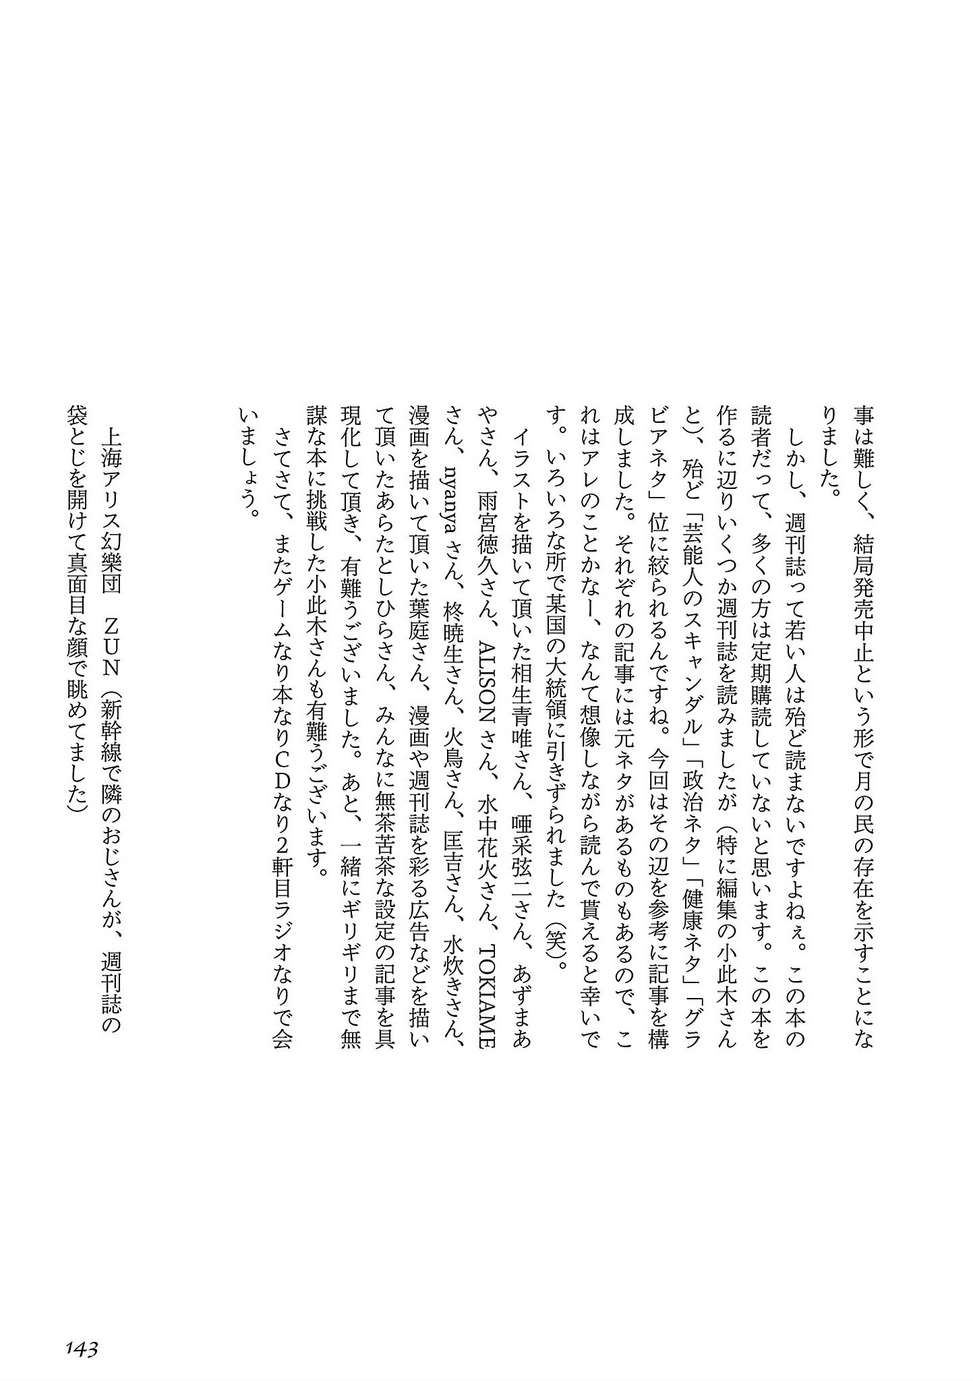 事は難しく、結局発売中止という形で月の民の存在を示すことにな
りました。
しかし、週刊誌って若い人は殆ど読まないですよねぇ。この本の
読者だって、多くの方は定期購読していないと思います。この本を
作るに辺りいくつか週刊誌を読みましたが（特に編集の小此木さん
と）、殆ど「芸能人のスキャンダル」「政治ネタ」「健康ネタ」「グラ
ビアネタ」位に絞られるんですね。今回はその辺を参考に記事を構
成しました。それぞれの記事には元ネタがあるものもあるので、こ
れはアレのことかなー、なんて想像しながら読んで貰えると幸いで
す。いろいろな所で某国の大統領に引きずられました（笑）。
イラストを描いて頂いた相生青唯さん、唖采弦二さん、あずまあ
やさん、雨宮徳久さん、ALISONさん、水中花火さん、TOKIAME
さん、nyanyaさん、柊暁生さん、火鳥さん、匡吉さん、水炊きさん、
漫画を描いて頂いた葉庭さん、漫画や週刊誌を彩る広告などを描い
て頂いたあらたとしひらさん、みんなに無茶苦茶な設定の記事を具
現化して頂き、有難うございました。あと、一緒にギリギリまで無
謀な本に挑戦した小此木さんも有難うございます。
さてさて、またゲームなり本なりCDなり2軒目ラジオなりで会
いましょう。
上海アリス幻樂団　ZUN（新幹線で隣のおじさんが、週刊誌の
袋とじを開けて真面目な顔で眺めてました）
143